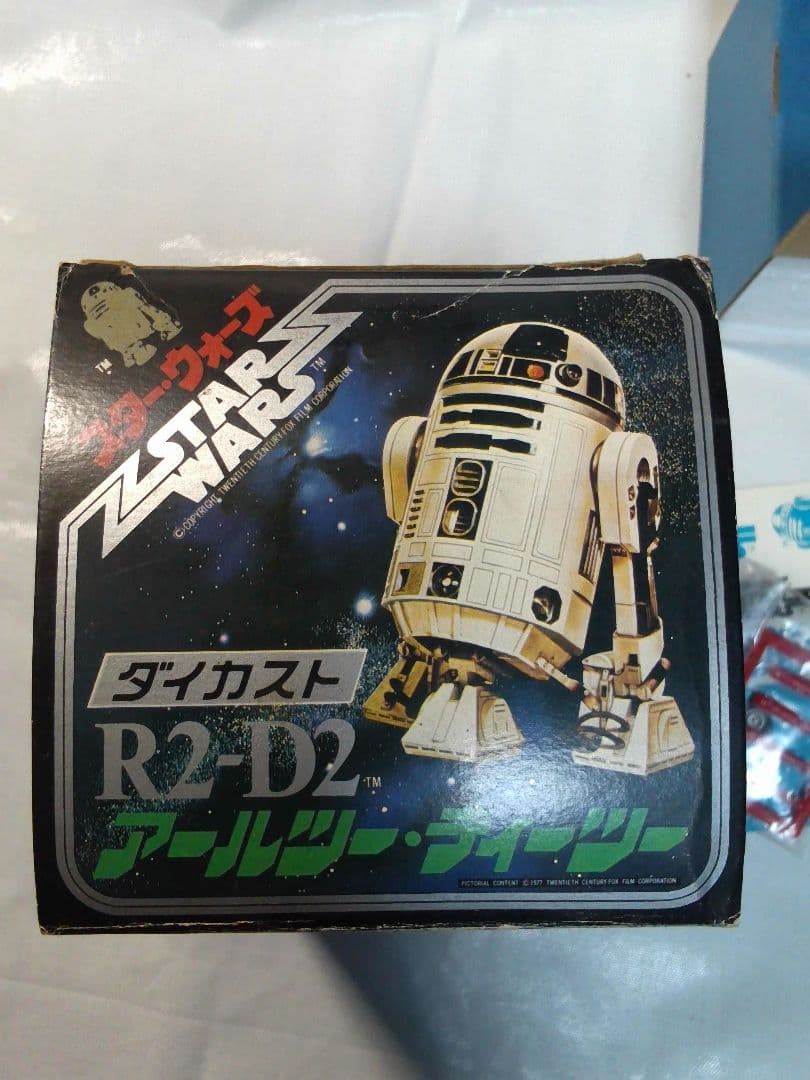 スター・ウォーズ
STAR
WARS
TM
TM
©COPYRIGHT TWENTIETH CENTURY-FOX FILM CORPORATION
ダイカスト
R2-D2
TM
アールツー・ディーツー
PICTORIAL CONTENT © 1977 TWENTIETH CENTURY-FOX FILM CORPORATION